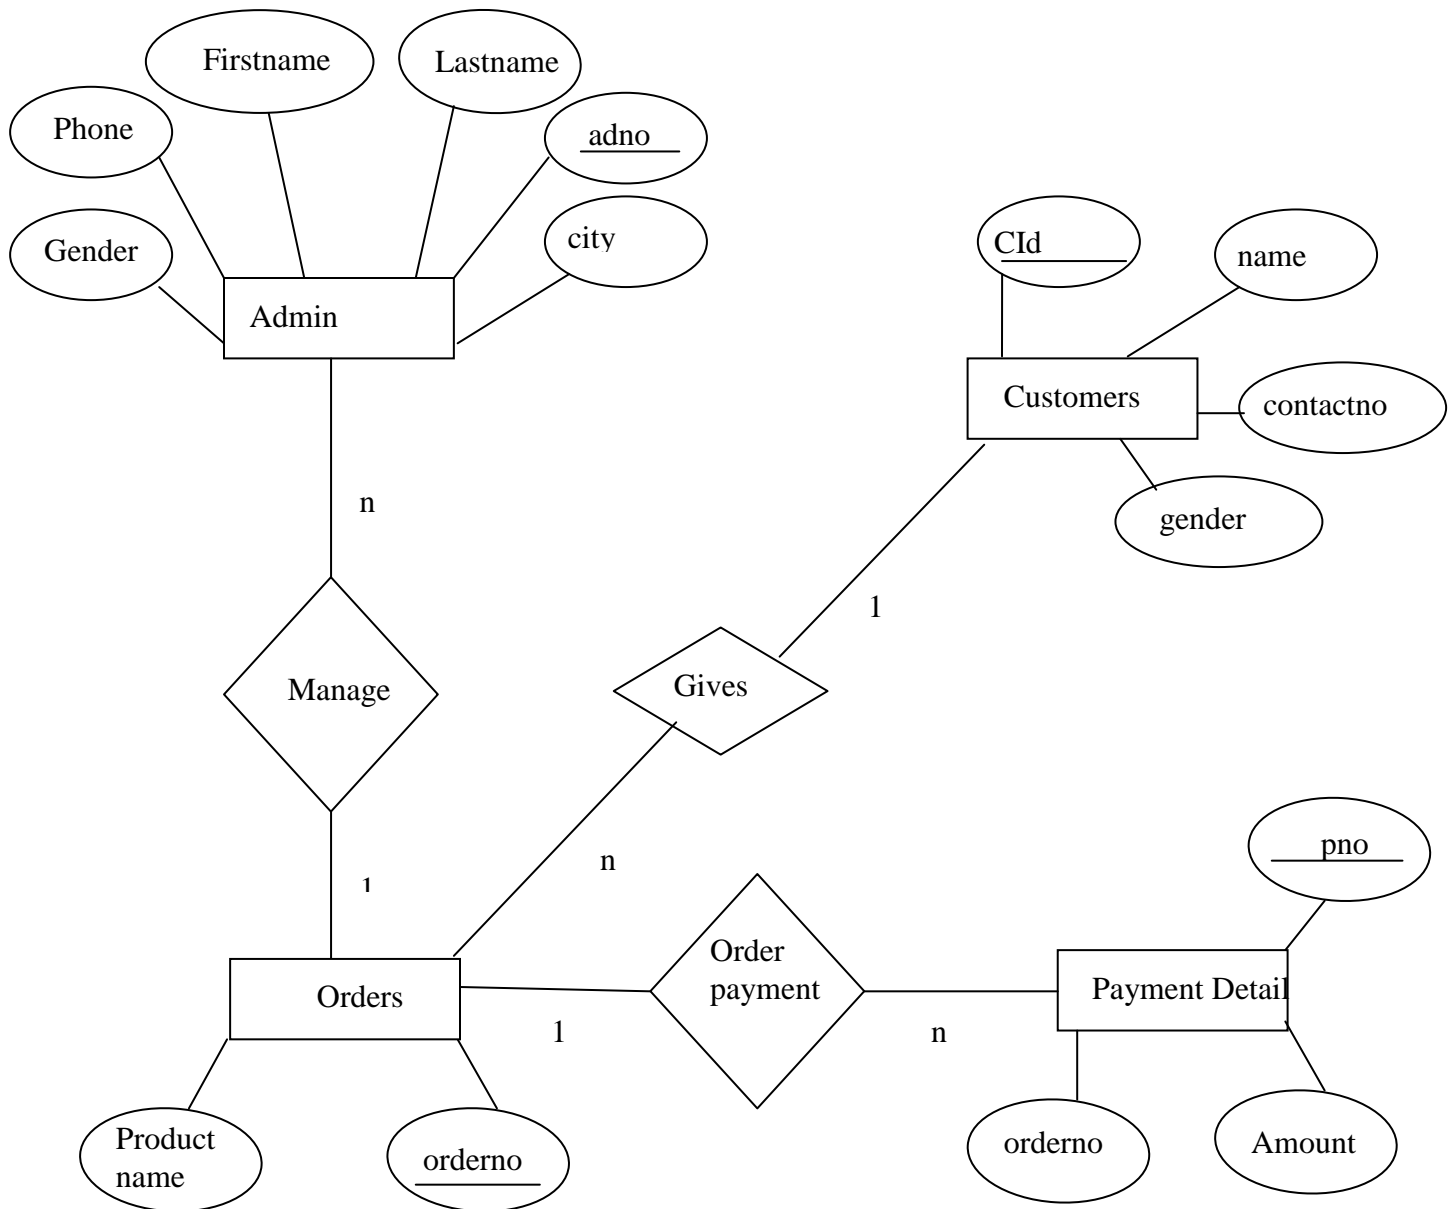 Firstname
Lastname
Phone
adno
Gender
city
CId
name
Admin
Customers
contactno
n
gender
1
Manage
Gives
n
pno
1
Order
payment
Orders
Payment Detail
1
n
Product
name
orderno
orderno
Amount